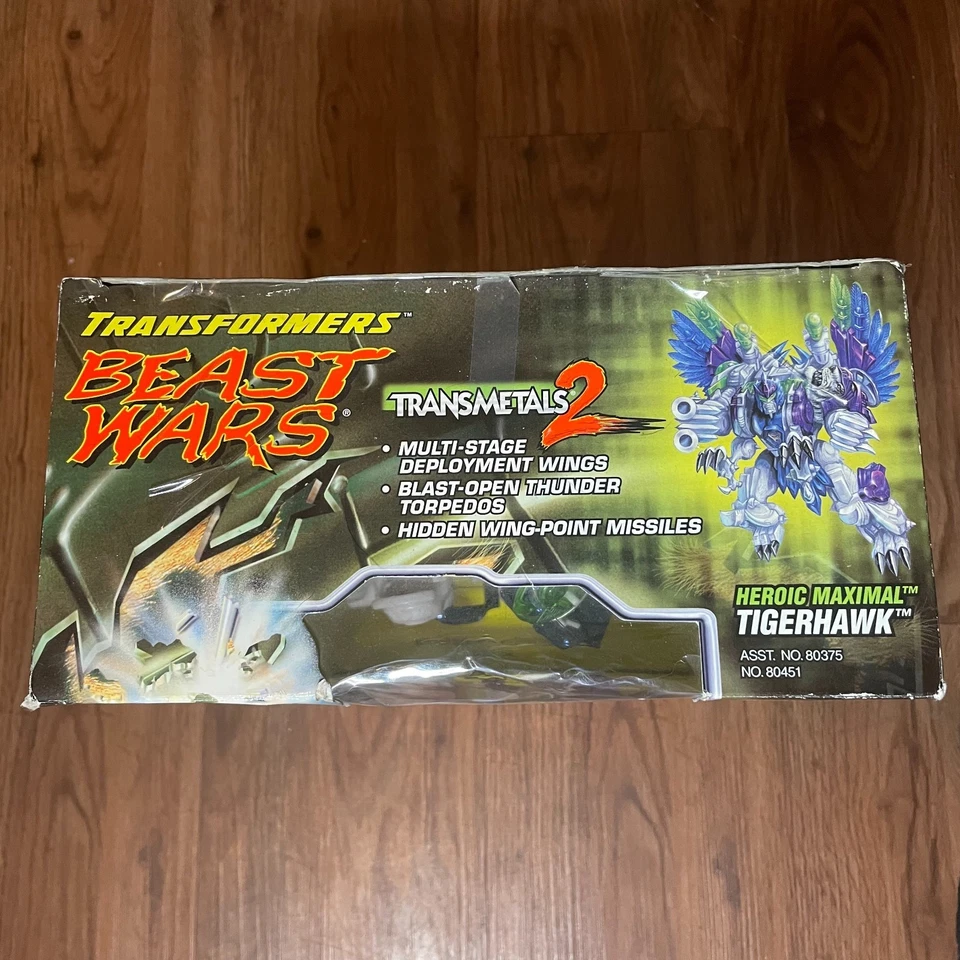 TRANSFORMERS™
BEAST
WARS®
TRANSMETALS 2
• MULTI-STAGE
DEPLOYMENT WINGS
• BLAST-OPEN THUNDER
TORPEDOS
• HIDDEN WING-POINT MISSILES
HEROIC MAXIMAL™
TIGERHAWK™
ASST. NO. 80375
NO. 80451